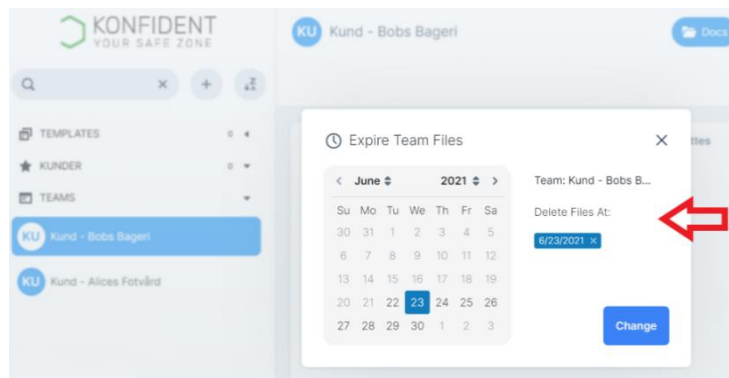 KONFIDENT
YOUR SAFE ZONE
TEMPLATES 0
KUNDER 0
TEAMS
KU Kund - Bobs Bageri
KU Kund - Alices Fotvård
KU Kund - Bobs Bageri
Docs
Expire Team Files
June 2021
Su Mo Tu We Th Fr Sa
30 31 1 2 3 4 5
6 7 8 9 10 11 12
13 14 15 16 17 18 19
20 21 22 23 24 25 26
27 28 29 30 1 2 3
Team: Kund - Bobs B...
Delete Files At:
6/23/2021 ×
Change